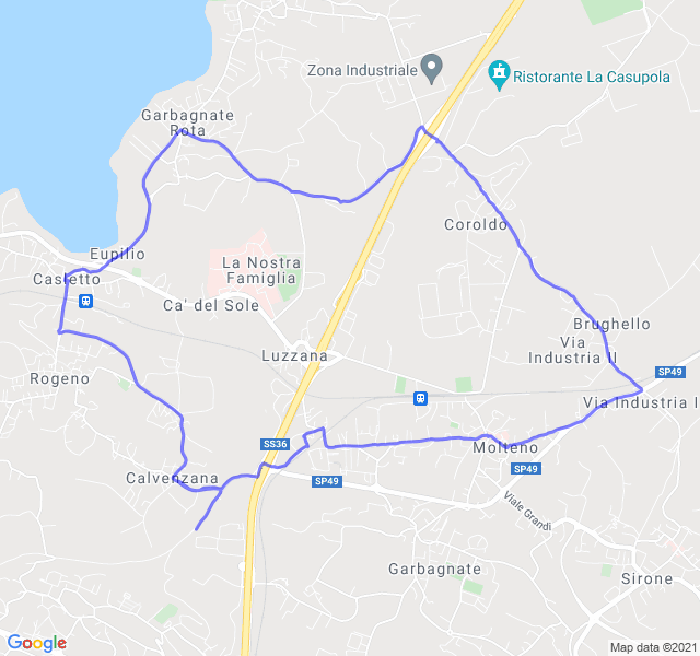 Zona Industriale
Ristorante La Casupola
Garbagnate
Rota
Coroldo
Eupilio
La Nostra
Famiglia
Casletto
Ca' del Sole
Brughello
Via
Industria II
Luzzana
SP49
Rogeno
Via Industria I
SS36
Molteno
Calvenzana
SP49
SP49
Viale Grandi
Garbagnate
Sirone
Google
Map data ©2021